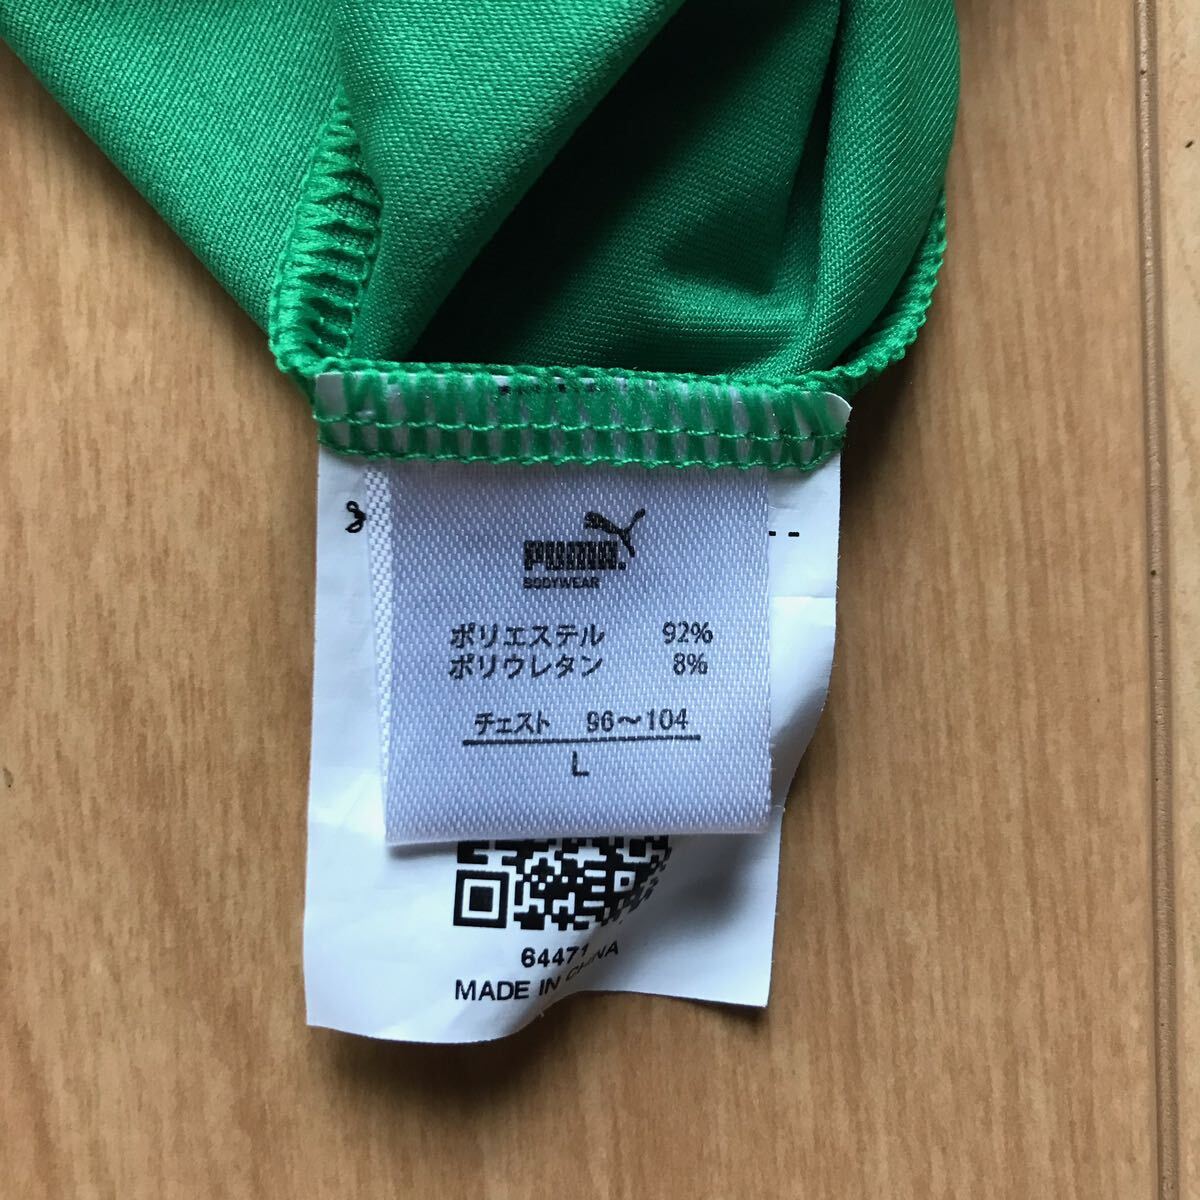 PUMA.
BODYWEAR
ポリエステル 92%
ポリウレタン 8%
チェスト 96～104
L
64471
MADE IN CHINA